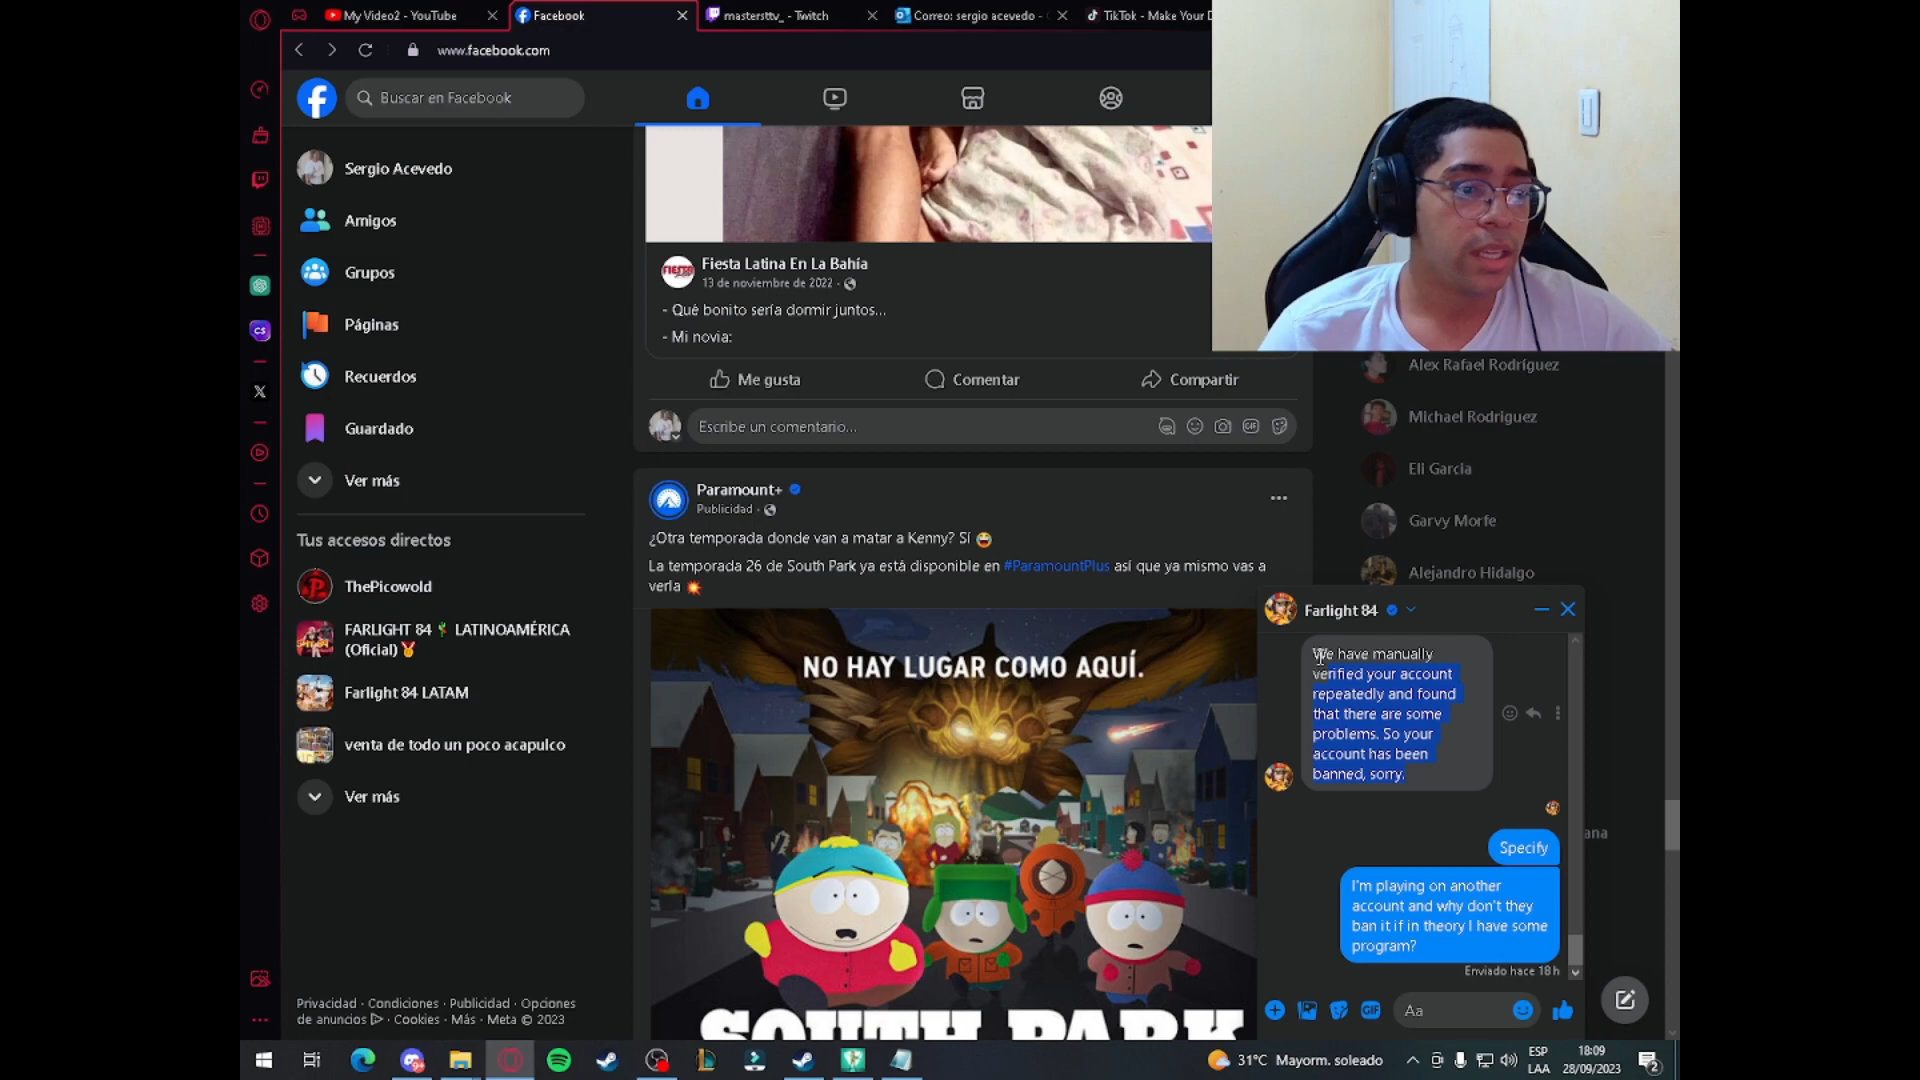 My Video2 - YouTube
Facebook
mastersttv_ - Twitch
Correo: sergio acevedo -
TikTok - Make Your D
www.facebook.com
Buscar en Facebook
Sergio Acevedo
Amigos
Grupos
Páginas
Recuerdos
Guardado
Ver más
Tus accesos directos
ThePicowold
FARLIGHT 84 LATINOAMÉRICA
(Oficial)
Farlight 84 LATAM
venta de todo un poco acapulco
Ver más
Privacidad · Condiciones · Publicidad · Opciones
de anuncios · Cookies · Más · Meta © 2023
FIESTA
Fiesta Latina En La Bahía
13 de noviembre de 2022 ·
- Qué bonito sería dormir juntos...
- Mi novia:
Me gusta
Comentar
Compartir
Escribe un comentario...
GIF
Paramount+
Publicidad ·
¿Otra temporada donde van a matar a Kenny? Sí
La temporada 26 de South Park ya está disponible en #ParamountPlus así que ya mismo vas a
verla
NO HAY LUGAR COMO AQUÍ.
SOUTH PARK
Alex Rafael Rodríguez
Michael Rodriguez
Eli Garcia
Garvy Morfe
Alejandro Hidalgo
ana
Farlight 84
We have manually
verified your account
repeatedly and found
that there are some
problems. So your
account has been
banned, sorry.
Specify
I'm playing on another
account and why don't they
ban it if in theory I have some
program?
Enviado hace 18 h
GIF
Aa
CS
31°C Mayorm. soleado
ESP
LAA
18:09
28/09/2023
2